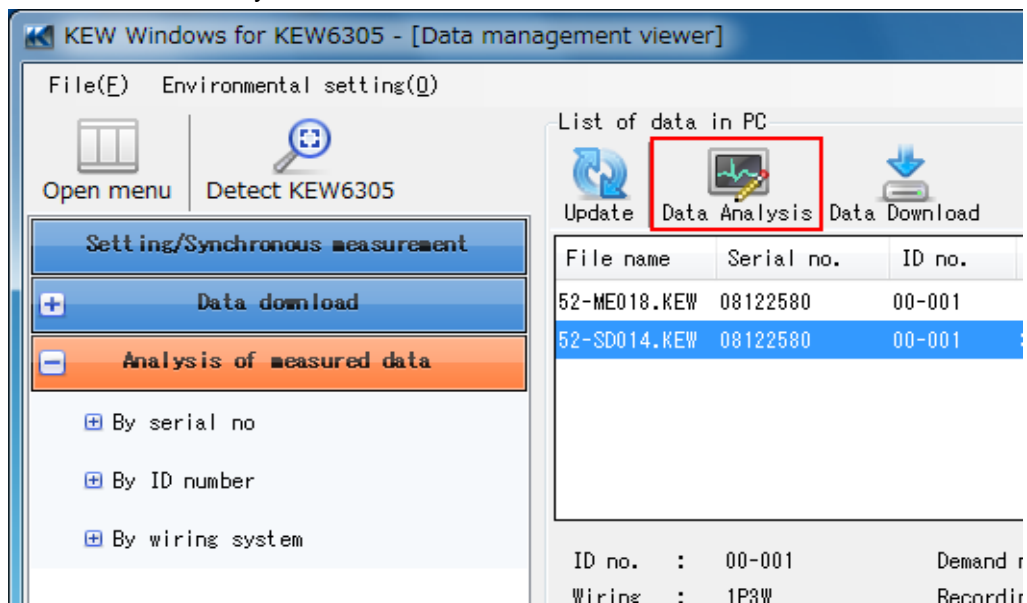 KEW Windows for KEW6305 - [Data management viewer]
File(F) Environmental setting(O)
Open menu
Detect KEW6305
Setting/Synchronous measurement
Data download
Analysis of measured data
By serial no
By ID number
By wiring system
List of data in PC
Update
Data Analysis
Data Download
File name Serial no. ID no.
52-ME018.KEW 08122580 00-001
52-SD014.KEW 08122580 00-001
ID no. : 00-001 Demand
Wiring : 1P3W